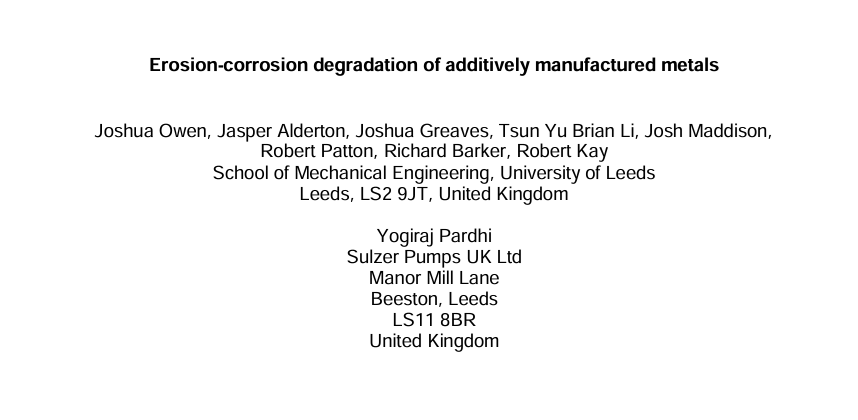 Erosion-corrosion degradation of additively manufactured metals
Joshua Owen, Jasper Alderton, Joshua Greaves, Tsun Yu Brian Li, Josh Maddison,
Robert Patton, Richard Barker, Robert Kay
School of Mechanical Engineering, University of Leeds
Leeds, LS2 9JT, United Kingdom
Yogiraj Pardhi
Sulzer Pumps UK Ltd
Manor Mill Lane
Beeston, Leeds
LS11 8BR
United Kingdom